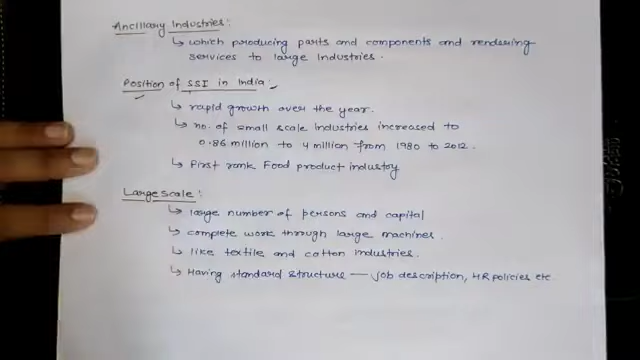 Ancillary Industries:
↳ which producing parts and components and rendering
services to large Industries.
Position of SSI in India:
↳ rapid growth over the year.
↳ no. of small scale industries increased to
0.86 million to 4 million from 1980 to 2012.
↳ First rank Food product industry
Large scale:
↳ large number of persons and capital
↳ complete work through large machines.
↳ like textile and cotton industries.
↳ Having standard structure — Job description, HR policies etc.